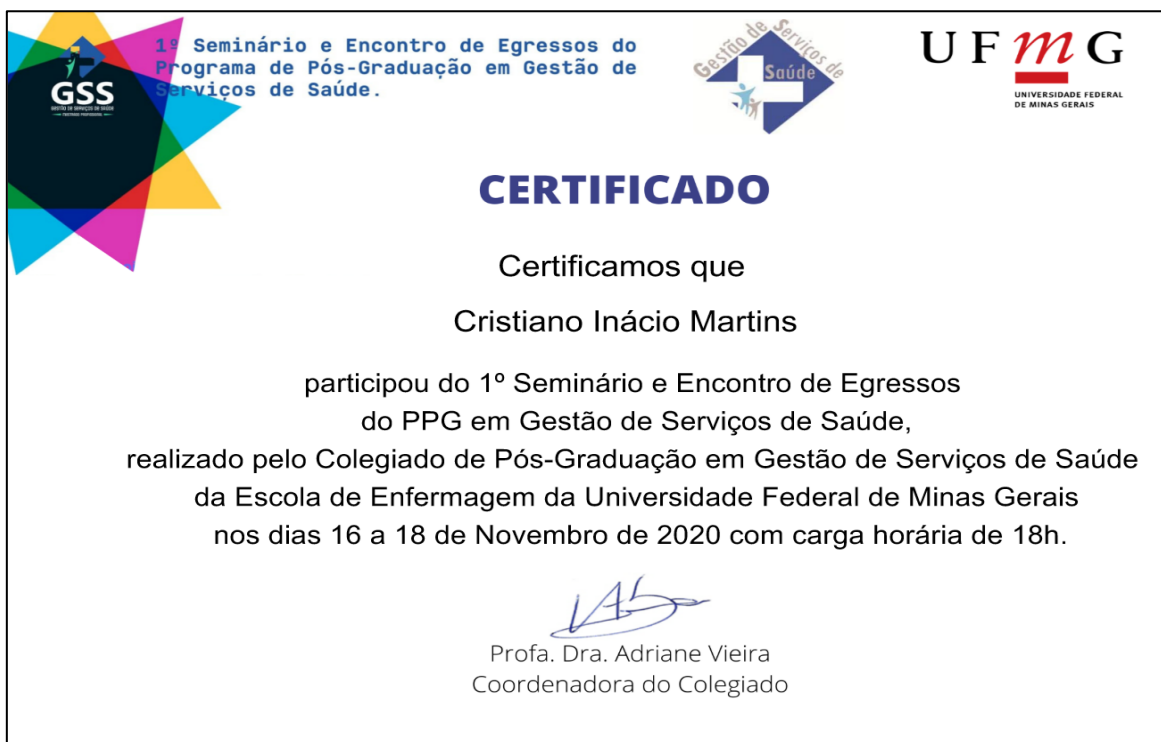 GSS
GESTÃO DE SERVIÇOS DE SAÚDE
MESTRADO PROFISSIONAL
1º Seminário e Encontro de Egressos do
Programa de Pós-Graduação em Gestão de
Serviços de Saúde.
Gestão de Serviços de
Saúde
UFmG
UNIVERSIDADE FEDERAL
DE MINAS GERAIS
CERTIFICADO
Certificamos que
Cristiano Inácio Martins
participou do 1º Seminário e Encontro de Egressos
do PPG em Gestão de Serviços de Saúde,
realizado pelo Colegiado de Pós-Graduação em Gestão de Serviços de Saúde
da Escola de Enfermagem da Universidade Federal de Minas Gerais
nos dias 16 a 18 de Novembro de 2020 com carga horária de 18h.
Profa. Dra. Adriane Vieira
Coordenadora do Colegiado